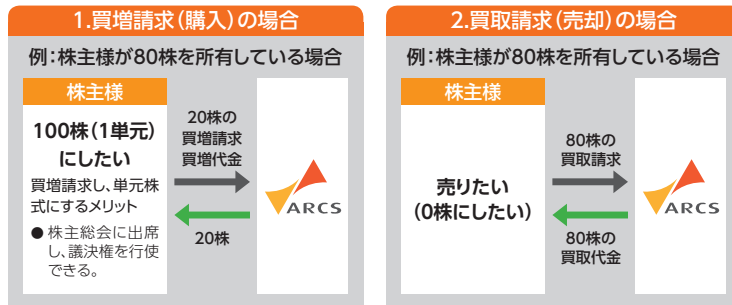 1.買増請求（購入）の場合
例：株主様が80株を所有している場合
株主様
100株（1単元）
にしたい
買増請求し、単元株
式にするメリット
● 株主総会に出席
し、議決権を行使
できる。
20株の
買増請求
買増代金
20株
ARCS
2.買取請求（売却）の場合
例：株主様が80株を所有している場合
株主様
売りたい
（0株にしたい）
80株の
買取請求
80株の
買取代金
ARCS